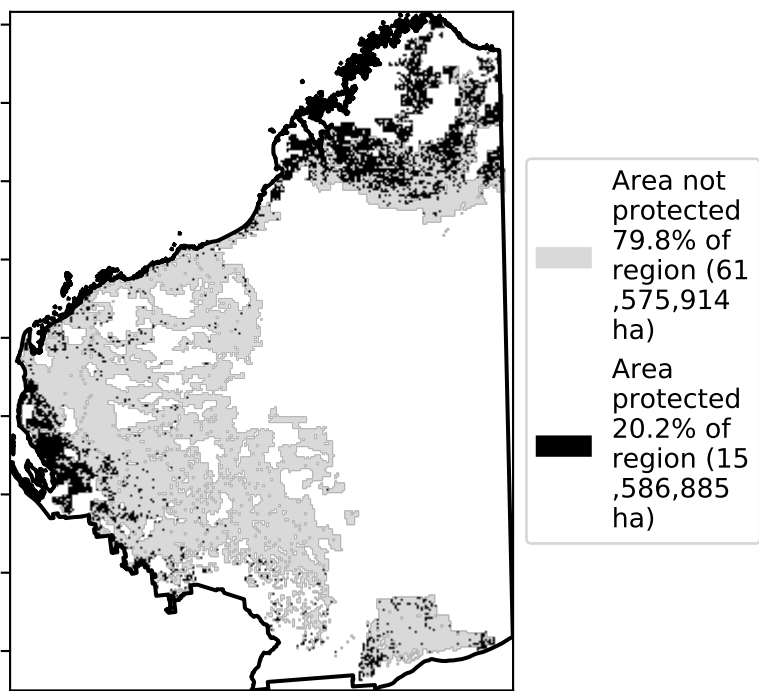 Area not
protected
79.8% of
region (61
,575,914
ha)
Area
protected
20.2% of
region (15
,586,885
ha)